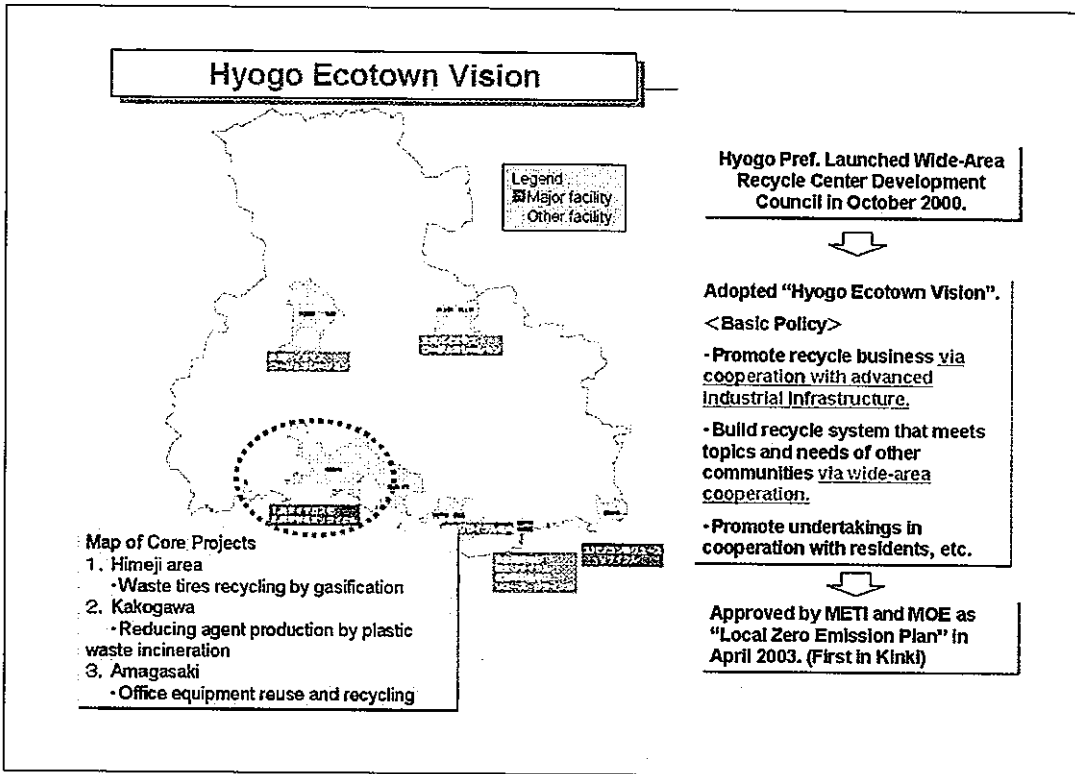 Hyogo Ecotown Vision
Legend
Major facility
Other facility
Map of Core Projects
1. Himeji area
・Waste tires recycling by gasification
2. Kakogawa
・Reducing agent production by plastic
waste incineration
3. Amagasaki
・Office equipment reuse and recycling
Hyogo Pref. Launched Wide-Area
Recycle Center Development
Council in October 2000.
Adopted “Hyogo Ecotown Vision”.
<Basic Policy>
・Promote recycle business via
cooperation with advanced
Industrial Infrastructure.
・Build recycle system that meets
topics and needs of other
communities via wide-area
cooperation.
・Promote undertakings in
cooperation with residents, etc.
Approved by METI and MOE as
“Local Zero Emission Plan” in
April 2003. (First in Kinki)